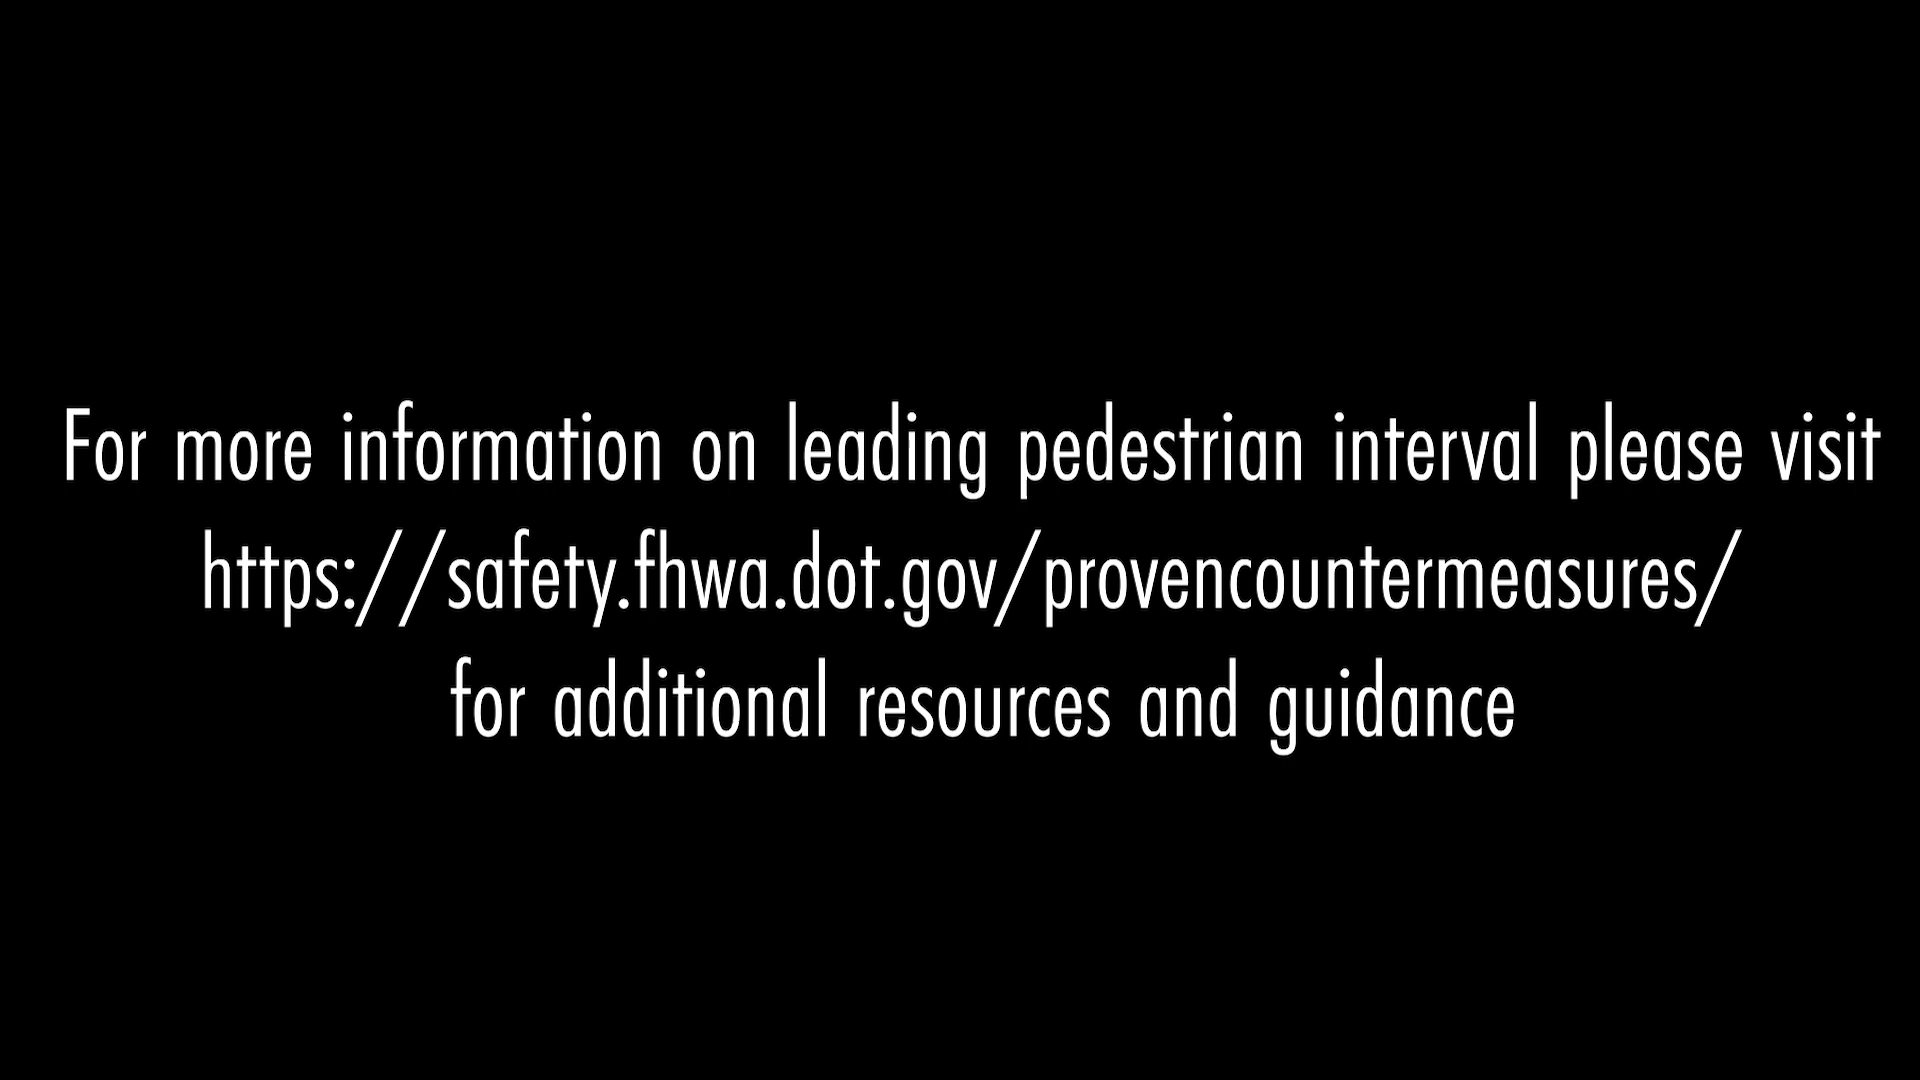 For more information on leading pedestrian interval please visit
https://safety.fhwa.dot.gov/provencountermeasures/
for additional resources and guidance